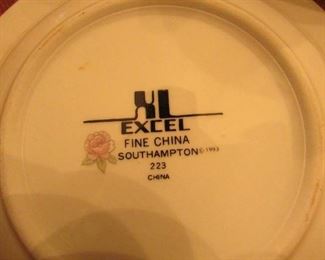 XL
EXCEL
FINE CHINA
SOUTHAMPTON © 1993
223
CHINA